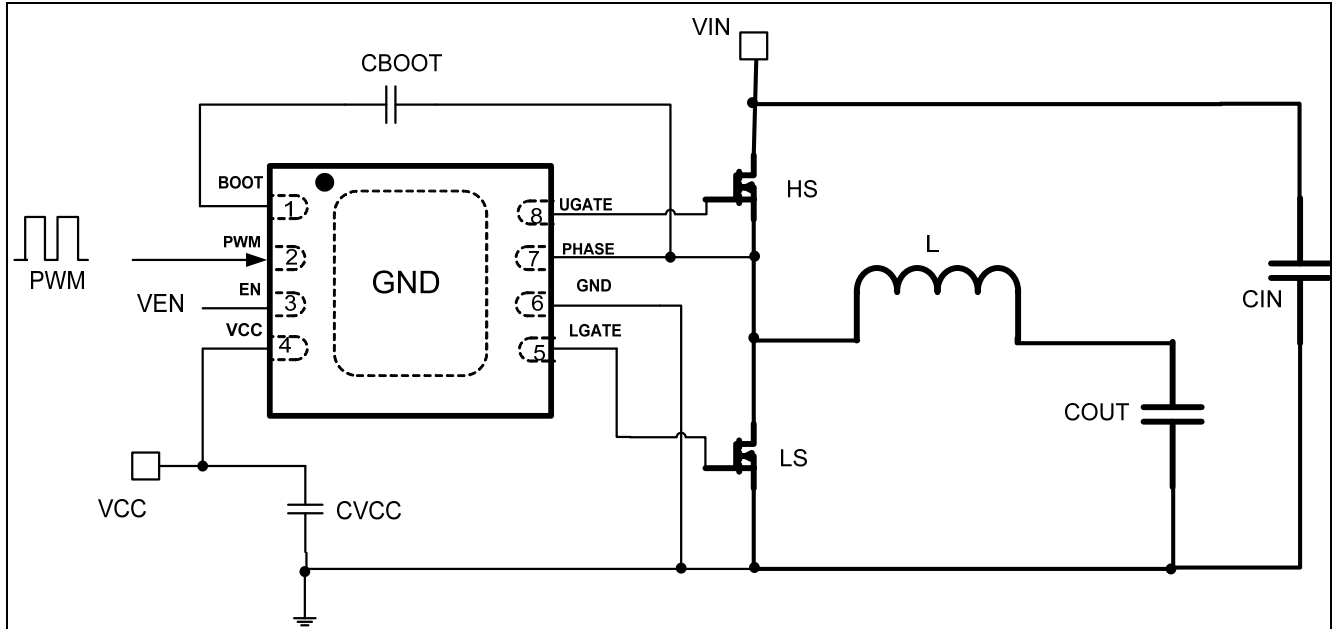 VIN
CBOOT
BOOT
1
PWM
2
EN
3
VCC
4
GND
UGATE
8
PHASE
7
GND
6
LGATE
5
PWM
VEN
VCC
CVCC
HS
LS
L
COUT
CIN